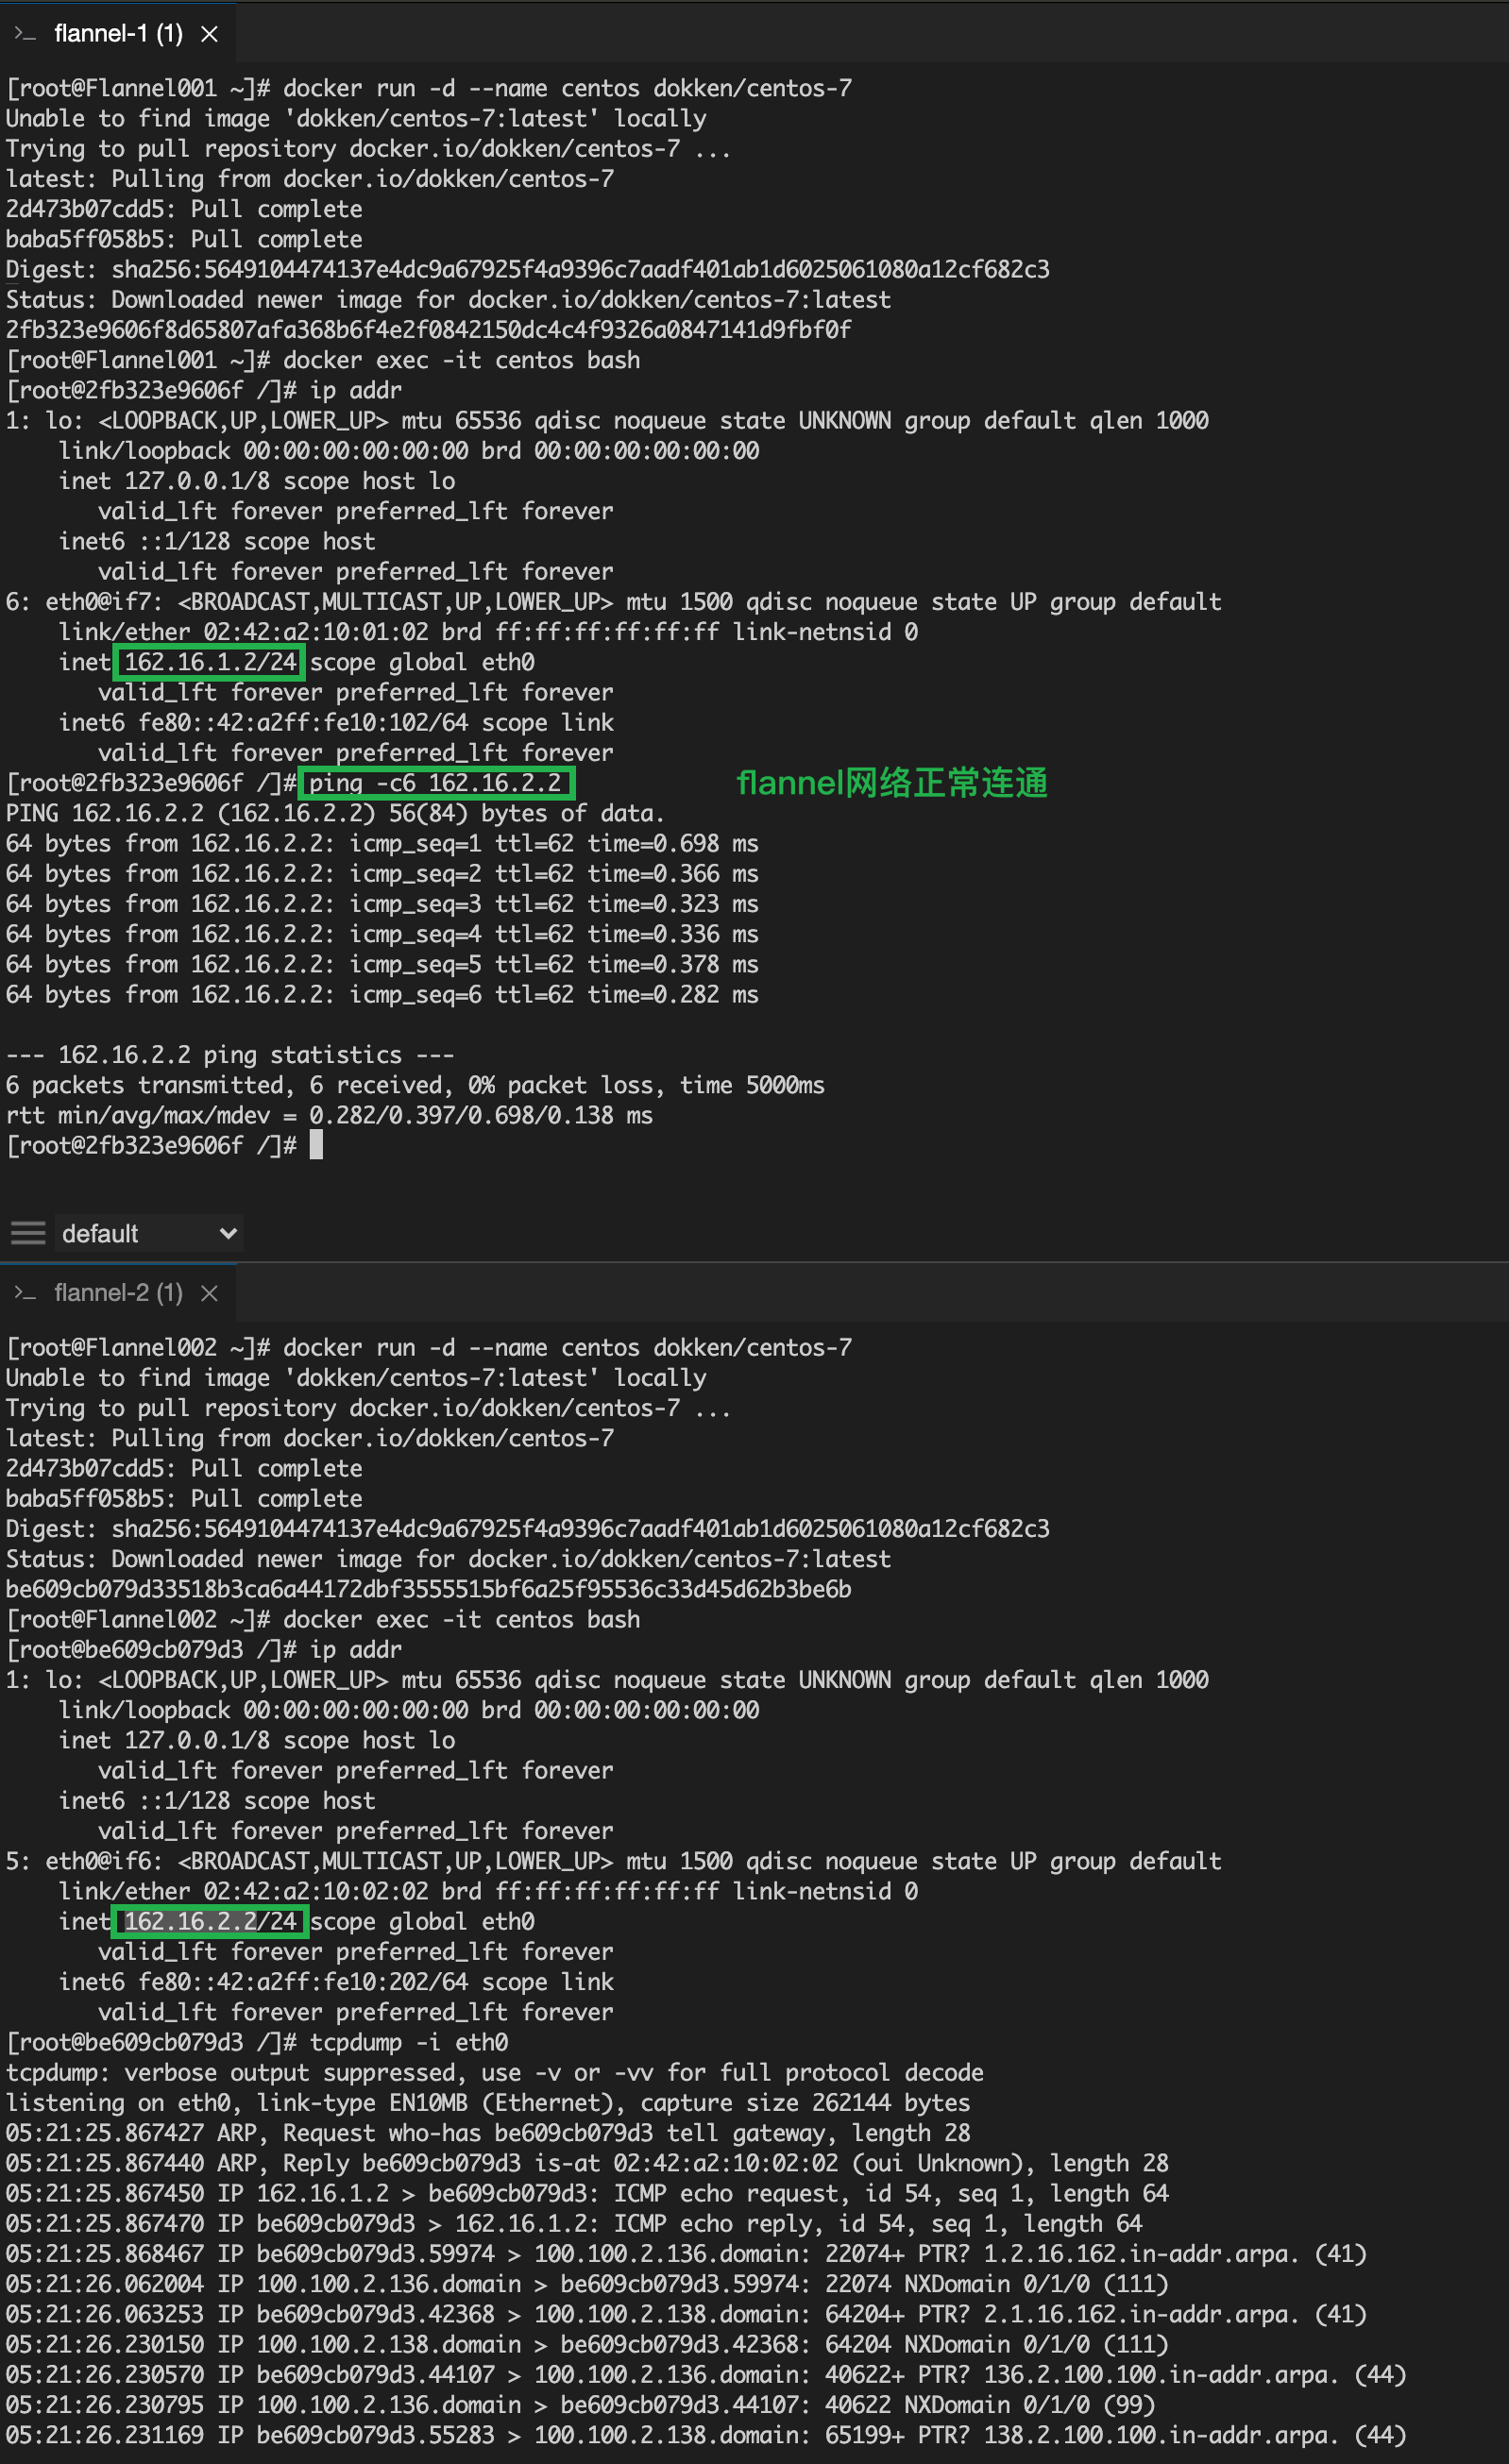 >_ flannel-1 (1) ×
[root@Flannel001 ~]# docker run -d --name centos dokken/centos-7
Unable to find image 'dokken/centos-7:latest' locally
Trying to pull repository docker.io/dokken/centos-7 ...
latest: Pulling from docker.io/dokken/centos-7
2d473b07cdd5: Pull complete
baba5ff058b5: Pull complete
Digest: sha256:5649104474137e4dc9a67925f4a9396c7aadf401ab1d6025061080a12cf682c3
Status: Downloaded newer image for docker.io/dokken/centos-7:latest
2fb323e9606f8d65807afa368b6f4e2f0842150dc4c4f9326a0847141d9fbf0f
[root@Flannel001 ~]# docker exec -it centos bash
[root@2fb323e9606f /]# ip addr
1: lo: <LOOPBACK,UP,LOWER_UP> mtu 65536 qdisc noqueue state UNKNOWN group default qlen 1000
    link/loopback 00:00:00:00:00:00 brd 00:00:00:00:00:00
    inet 127.0.0.1/8 scope host lo
       valid_lft forever preferred_lft forever
    inet6 ::1/128 scope host
       valid_lft forever preferred_lft forever
6: eth0@if7: <BROADCAST,MULTICAST,UP,LOWER_UP> mtu 1500 qdisc noqueue state UP group default
    link/ether 02:42:a2:10:01:02 brd ff:ff:ff:ff:ff:ff link-netnsid 0
    inet 162.16.1.2/24 scope global eth0
       valid_lft forever preferred_lft forever
    inet6 fe80::42:a2ff:fe10:102/64 scope link
       valid_lft forever preferred_lft forever
[root@2fb323e9606f /]# ping -c6 162.16.2.2 flannel网络正常连通
PING 162.16.2.2 (162.16.2.2) 56(84) bytes of data.
64 bytes from 162.16.2.2: icmp_seq=1 ttl=62 time=0.698 ms
64 bytes from 162.16.2.2: icmp_seq=2 ttl=62 time=0.366 ms
64 bytes from 162.16.2.2: icmp_seq=3 ttl=62 time=0.323 ms
64 bytes from 162.16.2.2: icmp_seq=4 ttl=62 time=0.336 ms
64 bytes from 162.16.2.2: icmp_seq=5 ttl=62 time=0.378 ms
64 bytes from 162.16.2.2: icmp_seq=6 ttl=62 time=0.282 ms
--- 162.16.2.2 ping statistics ---
6 packets transmitted, 6 received, 0% packet loss, time 5000ms
rtt min/avg/max/mdev = 0.282/0.397/0.698/0.138 ms
[root@2fb323e9606f /]#
default
>_ flannel-2 (1) ×
[root@Flannel002 ~]# docker run -d --name centos dokken/centos-7
Unable to find image 'dokken/centos-7:latest' locally
Trying to pull repository docker.io/dokken/centos-7 ...
latest: Pulling from docker.io/dokken/centos-7
2d473b07cdd5: Pull complete
baba5ff058b5: Pull complete
Digest: sha256:5649104474137e4dc9a67925f4a9396c7aadf401ab1d6025061080a12cf682c3
Status: Downloaded newer image for docker.io/dokken/centos-7:latest
be609cb079d33518b3ca6a44172dbf3555515bf6a25f95536c33d45d62b3be6b
[root@Flannel002 ~]# docker exec -it centos bash
[root@be609cb079d3 /]# ip addr
1: lo: <LOOPBACK,UP,LOWER_UP> mtu 65536 qdisc noqueue state UNKNOWN group default qlen 1000
    link/loopback 00:00:00:00:00:00 brd 00:00:00:00:00:00
    inet 127.0.0.1/8 scope host lo
       valid_lft forever preferred_lft forever
    inet6 ::1/128 scope host
       valid_lft forever preferred_lft forever
5: eth0@if6: <BROADCAST,MULTICAST,UP,LOWER_UP> mtu 1500 qdisc noqueue state UP group default
    link/ether 02:42:a2:10:02:02 brd ff:ff:ff:ff:ff:ff link-netnsid 0
    inet 162.16.2.2/24 scope global eth0
       valid_lft forever preferred_lft forever
    inet6 fe80::42:a2ff:fe10:202/64 scope link
       valid_lft forever preferred_lft forever
[root@be609cb079d3 /]# tcpdump -i eth0
tcpdump: verbose output suppressed, use -v or -vv for full protocol decode
listening on eth0, link-type EN10MB (Ethernet), capture size 262144 bytes
05:21:25.867427 ARP, Request who-has be609cb079d3 tell gateway, length 28
05:21:25.867440 ARP, Reply be609cb079d3 is-at 02:42:a2:10:02:02 (oui Unknown), length 28
05:21:25.867450 IP 162.16.1.2 > be609cb079d3: ICMP echo request, id 54, seq 1, length 64
05:21:25.867470 IP be609cb079d3 > 162.16.1.2: ICMP echo reply, id 54, seq 1, length 64
05:21:25.868467 IP be609cb079d3.59974 > 100.100.2.136.domain: 22074+ PTR? 1.2.16.162.in-addr.arpa. (41)
05:21:26.062004 IP 100.100.2.136.domain > be609cb079d3.59974: 22074 NXDomain 0/1/0 (111)
05:21:26.063253 IP be609cb079d3.42368 > 100.100.2.138.domain: 64204+ PTR? 2.1.16.162.in-addr.arpa. (41)
05:21:26.230150 IP 100.100.2.138.domain > be609cb079d3.42368: 64204 NXDomain 0/1/0 (111)
05:21:26.230570 IP be609cb079d3.44107 > 100.100.2.136.domain: 40622+ PTR? 136.2.100.100.in-addr.arpa. (44)
05:21:26.230795 IP 100.100.2.136.domain > be609cb079d3.44107: 40622 NXDomain 0/1/0 (99)
05:21:26.231169 IP be609cb079d3.55283 > 100.100.2.138.domain: 65199+ PTR? 138.2.100.100.in-addr.arpa. (44)